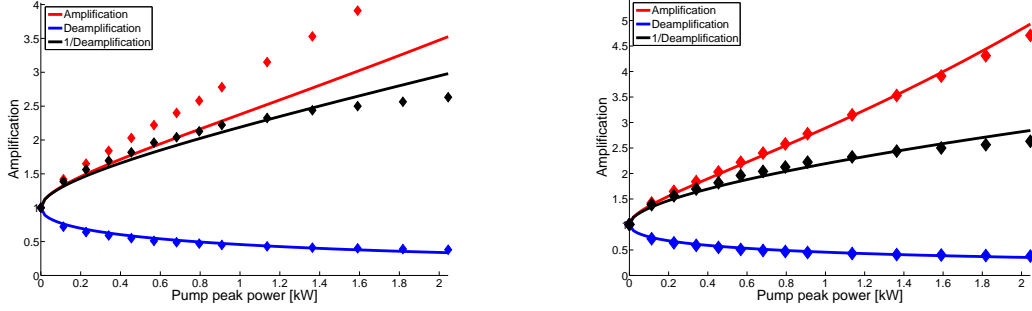 4
Amplification
Deamplification
1/Deamplification
3.5
3
2.5
2
1.5
1
0.5
0
Amplification
0 0.2 0.4 0.6 0.8 1 1.2 1.4 1.6 1.8 2
Pump peak power [kW]
Amplification
Deamplification
1/Deamplification
5
4.5
4
3.5
3
2.5
2
1.5
1
0.5
0
Amplification
0 0.2 0.4 0.6 0.8 1 1.2 1.4 1.6 1.8 2
Pump peak power [kW]